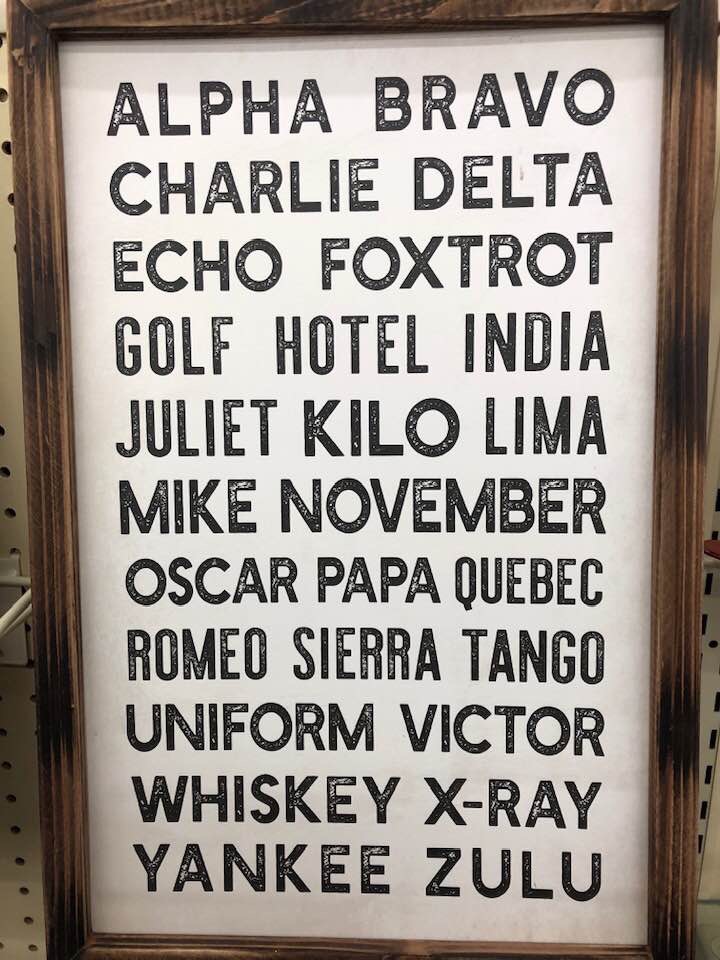 ALPHA BRAVO
CHARLIE DELTA
ECHO FOXTROT
GOLF HOTEL INDIA
JULIET KILO LIMA
MIKE NOVEMBER
OSCAR PAPA QUEBEC
ROMEO SIERRA TANGO
UNIFORM VICTOR
WHISKEY X-RAY
YANKEE ZULU